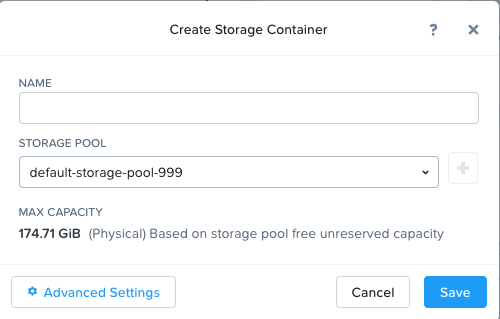 Create Storage Container
?
NAME
STORAGE POOL
default-storage-pool-999
MAX CAPACITY
174.71 GiB (Physical) Based on storage pool free unreserved capacity
Advanced Settings
Cancel
Save